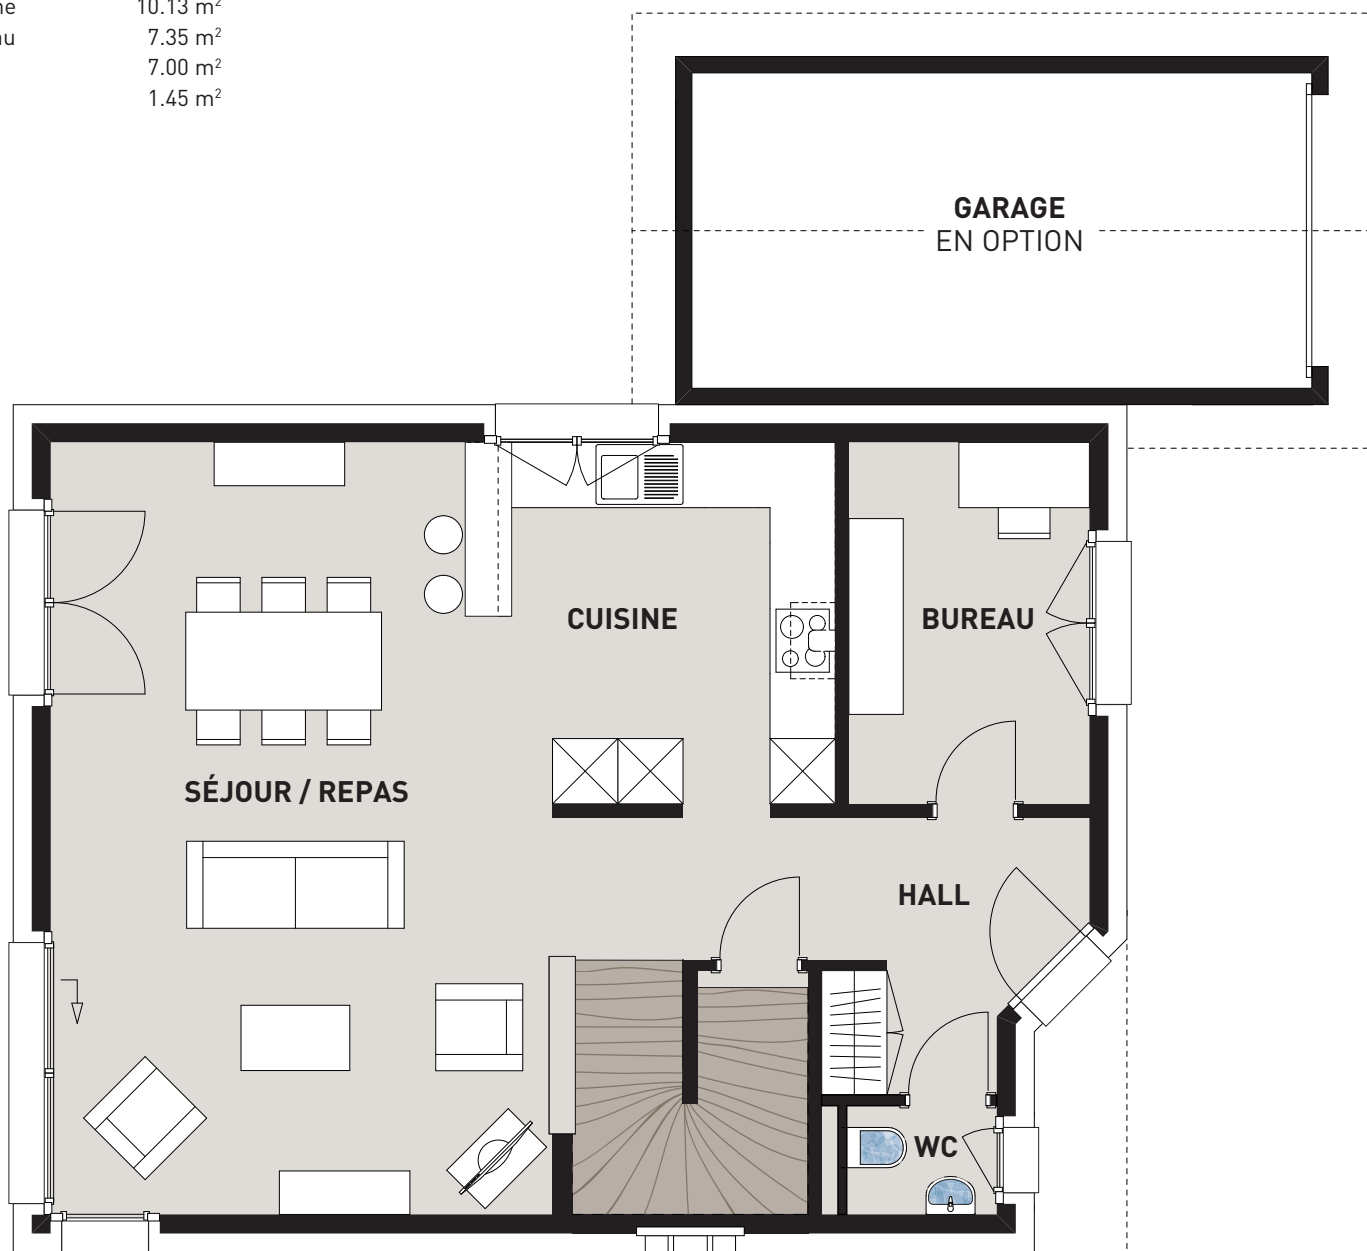 10.13 m²
7.35 m²
7.00 m²
1.45 m²
GARAGE
EN OPTION
CUISINE
BUREAU
SÉJOUR / REPAS
HALL
WC